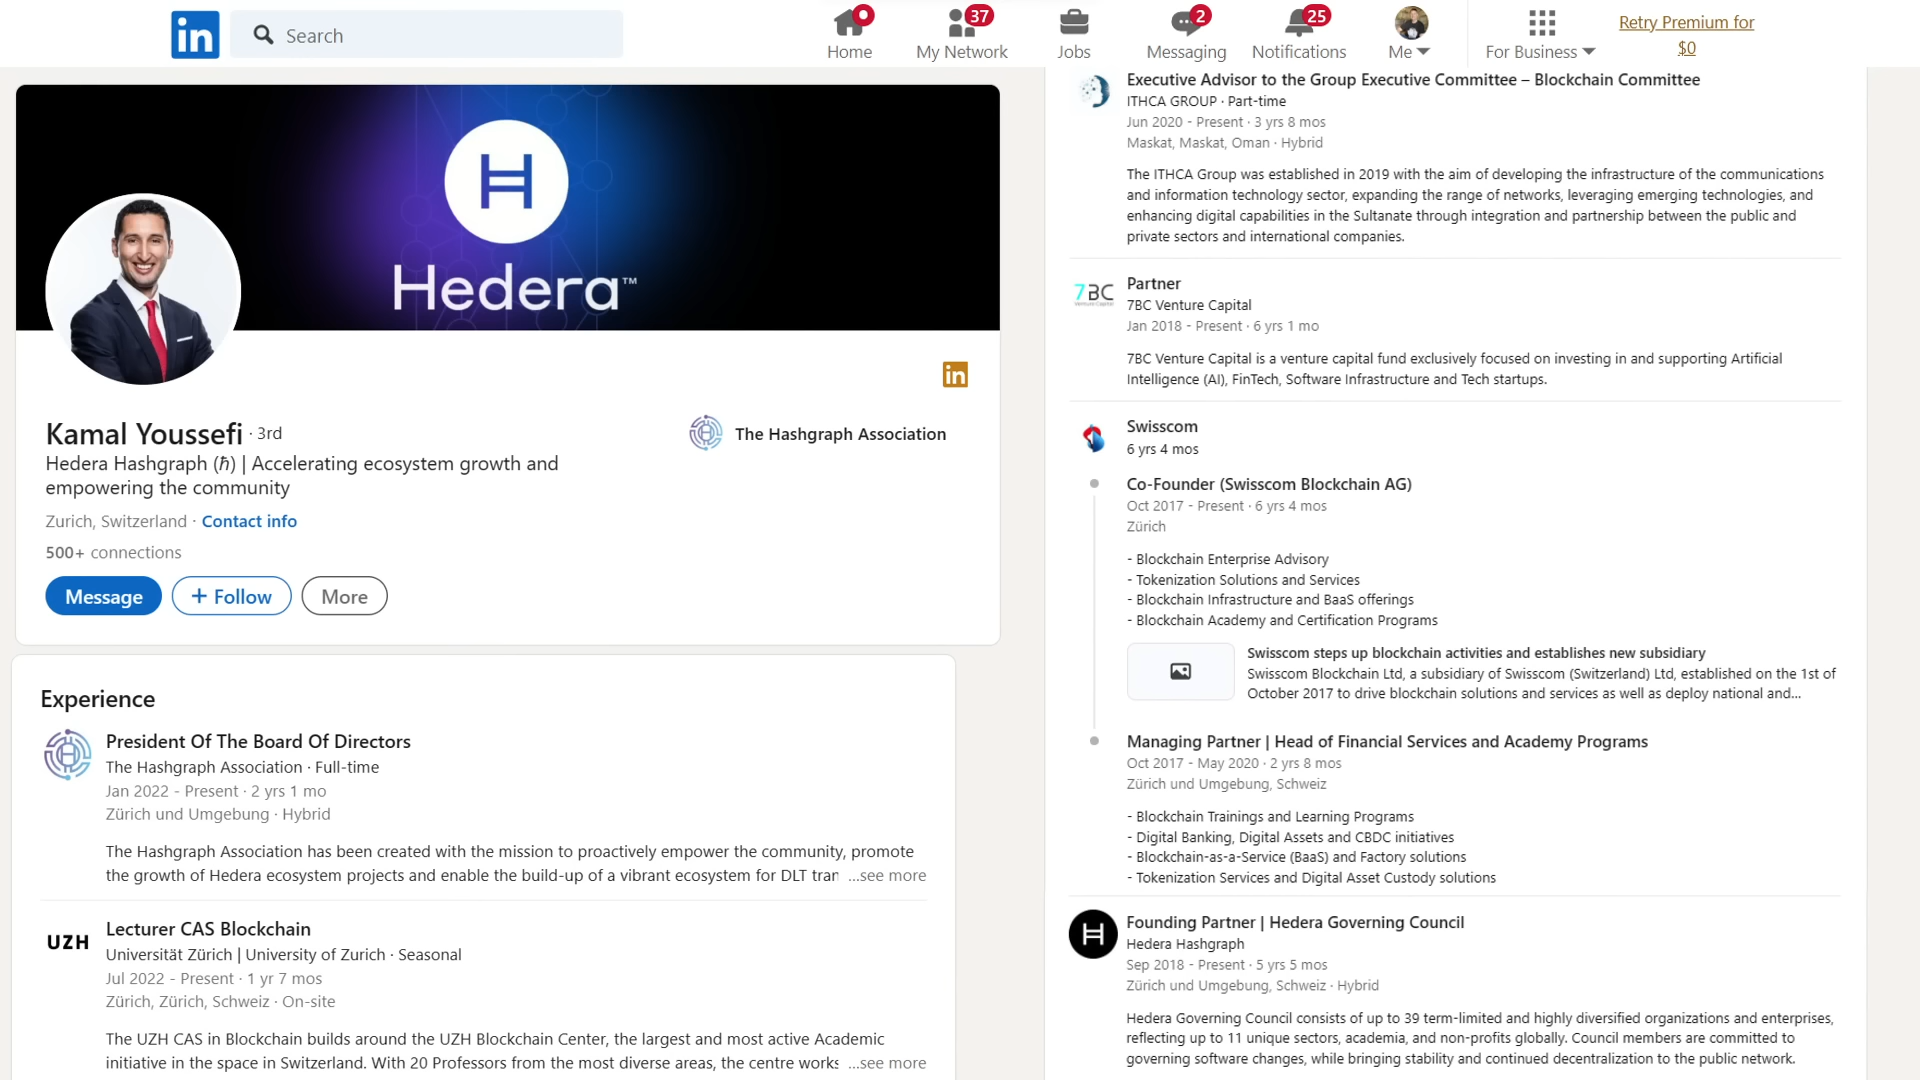 in
Search
Home
37
My Network
Jobs
2
Messaging
25
Notifications
Me
For Business
Retry Premium for
$0
H
Hedera™
in
Kamal Youssefi · 3rd
Hedera Hashgraph (ℏ) | Accelerating ecosystem growth and
empowering the community
The Hashgraph Association
Zurich, Switzerland · Contact info
500+ connections
Message
+ Follow
More
Experience
President Of The Board Of Directors
The Hashgraph Association · Full-time
Jan 2022 - Present · 2 yrs 1 mo
Zürich und Umgebung · Hybrid
The Hashgraph Association has been created with the mission to proactively empower the community, promote
the growth of Hedera ecosystem projects and enable the build-up of a vibrant ecosystem for DLT tran ...see more
UZH
Lecturer CAS Blockchain
Universität Zürich | University of Zurich · Seasonal
Jul 2022 - Present · 1 yr 7 mos
Zürich, Zürich, Schweiz · On-site
The UZH CAS in Blockchain builds around the UZH Blockchain Center, the largest and most active Academic
initiative in the space in Switzerland. With 20 Professors from the most diverse areas, the centre works ...see more
Executive Advisor to the Group Executive Committee – Blockchain Committee
ITHCA GROUP · Part-time
Jun 2020 - Present · 3 yrs 8 mos
Maskat, Maskat, Oman · Hybrid
The ITHCA Group was established in 2019 with the aim of developing the infrastructure of the communications
and information technology sector, expanding the range of networks, leveraging emerging technologies, and
enhancing digital capabilities in the Sultanate through integration and partnership between the public and
private sectors and international companies.
7BC
Venture Capital
Partner
7BC Venture Capital
Jan 2018 - Present · 6 yrs 1 mo
7BC Venture Capital is a venture capital fund exclusively focused on investing in and supporting Artificial
Intelligence (AI), FinTech, Software Infrastructure and Tech startups.
Swisscom
6 yrs 4 mos
Co-Founder (Swisscom Blockchain AG)
Oct 2017 - Present · 6 yrs 4 mos
Zürich
- Blockchain Enterprise Advisory
- Tokenization Solutions and Services
- Blockchain Infrastructure and BaaS offerings
- Blockchain Academy and Certification Programs
Swisscom steps up blockchain activities and establishes new subsidiary
Swisscom Blockchain Ltd, a subsidiary of Swisscom (Switzerland) Ltd, established on the 1st of
October 2017 to drive blockchain solutions and services as well as deploy national and...
Managing Partner | Head of Financial Services and Academy Programs
Oct 2017 - May 2020 · 2 yrs 8 mos
Zürich und Umgebung, Schweiz
- Blockchain Trainings and Learning Programs
- Digital Banking, Digital Assets and CBDC initiatives
- Blockchain-as-a-Service (BaaS) and Factory solutions
- Tokenization Services and Digital Asset Custody solutions
H
Founding Partner | Hedera Governing Council
Hedera Hashgraph
Sep 2018 - Present · 5 yrs 5 mos
Zürich und Umgebung, Schweiz · Hybrid
Hedera Governing Council consists of up to 39 term-limited and highly diversified organizations and enterprises,
reflecting up to 11 unique sectors, academia, and non-profits globally. Council members are committed to
governing software changes, while bringing stability and continued decentralization to the public network.